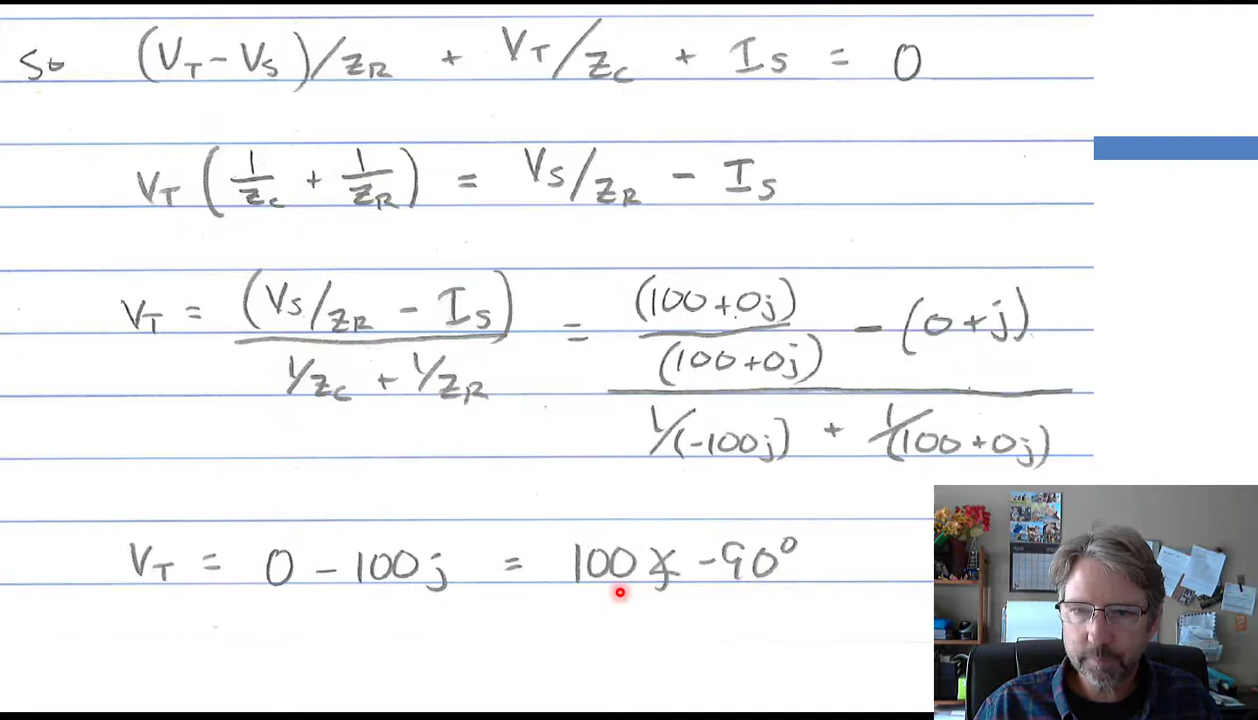 So (V_T - V_S)/Z_R + V_T/Z_C + I_S = 0
V_T (1/Z_C + 1/Z_R) = V_S/Z_R - I_S
V_T = (V_S/Z_R - I_S) / (1/Z_C + 1/Z_R) = ((100+0j)/(100+0j) - (0+j)) / (1/(-100j) + 1/(100+0j))
V_T = 0 - 100j = 100 ∡ -90°